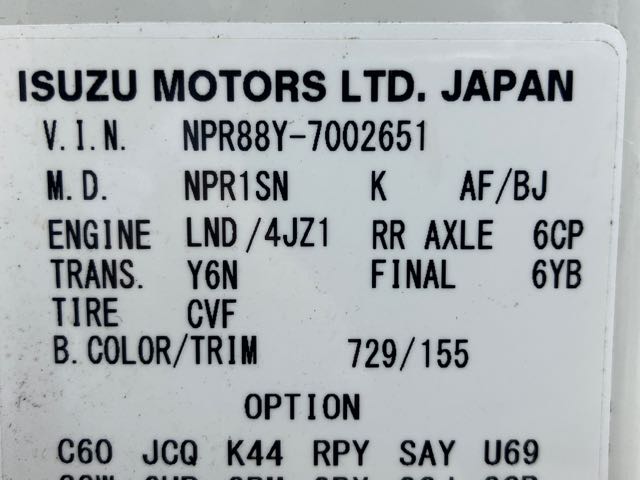 ISUZU MOTORS LTD. JAPAN
V.I.N. NPR88Y-7002651
M.D. NPR1SN K AF/BJ
ENGINE LND/4JZ1 RR AXLE 6CP
TRANS. Y6N FINAL 6YB
TIRE CVF
B.COLOR/TRIM 729/155
OPTION
C60 JCQ K44 RPY SAY U69